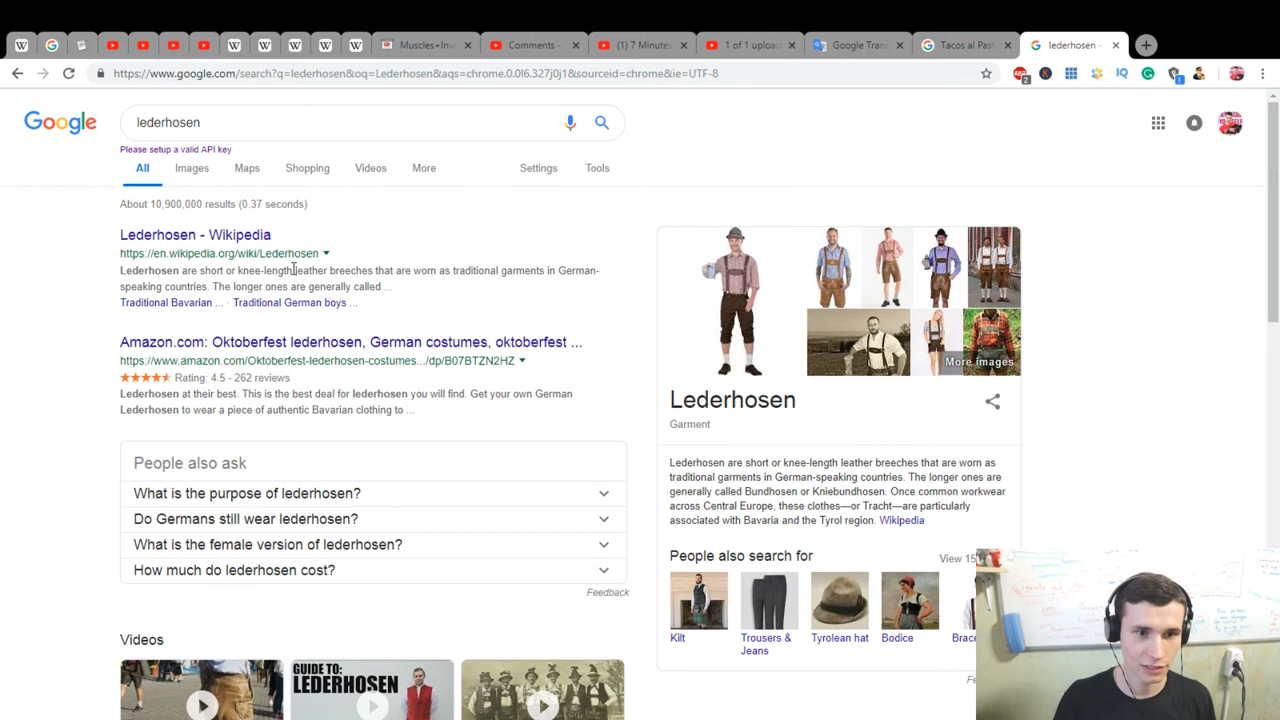 Muscles+Inv
Comments -
(1) 7 Minute
1 of 1 upload
Google Tran
Tacos al Past
lederhosen -
https://www.google.com/search?q=lederhosen&oq=Lederhosen&aqs=chrome.0.0l6.327j0j1&sourceid=chrome&ie=UTF-8
Google
lederhosen
Please setup a valid API key
All
Images
Maps
Shopping
Videos
More
Settings
Tools
About 10,900,000 results (0.37 seconds)
Lederhosen - Wikipedia
https://en.wikipedia.org/wiki/Lederhosen
Lederhosen are short or knee-length leather breeches that are worn as traditional garments in German-
speaking countries. The longer ones are generally called ...
Traditional Bavarian ... · Traditional German boys ...
Amazon.com: Oktoberfest lederhosen, German costumes, oktoberfest ...
https://www.amazon.com/Oktoberfest-lederhosen-costumes.../dp/B07BTZN2HZ
Rating: 4.5 - 262 reviews
Lederhosen at their best. This is the best deal for lederhosen you will find. Get your own German
Lederhosen to wear a piece of authentic Bavarian clothing to ...
People also ask
What is the purpose of lederhosen?
Do Germans still wear lederhosen?
What is the female version of lederhosen?
How much do lederhosen cost?
Feedback
Videos
GUIDE TO:
LEDERHOSEN
More images
Lederhosen
Garment
Lederhosen are short or knee-length leather breeches that are worn as
traditional garments in German-speaking countries. The longer ones are
generally called Bundhosen or Kniebundhosen. Once common workwear
across Central Europe, these clothes—or Tracht—are particularly
associated with Bavaria and the Tyrol region. Wikipedia
People also search for
View 15
Kilt
Trousers &
Jeans
Tyrolean hat
Bodice
Brace